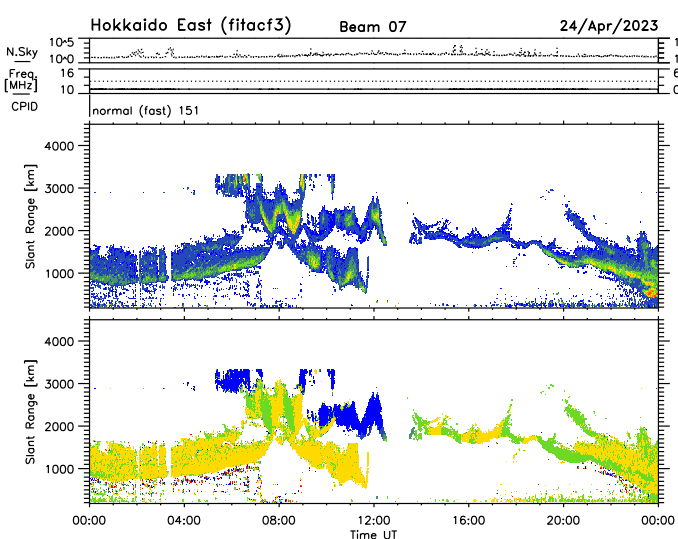 Hokkaido East (fitacf3) Beam 07 24/Apr/2023
N.Sky 10^5 10^0
Freq. [MHz] 16 10
CPID normal (fast) 151
Slant Range [km] 4000 3000 2000 1000
Slant Range [km] 4000 3000 2000 1000
00:00 04:00 08:00 12:00 16:00 20:00 00:00
Time UT